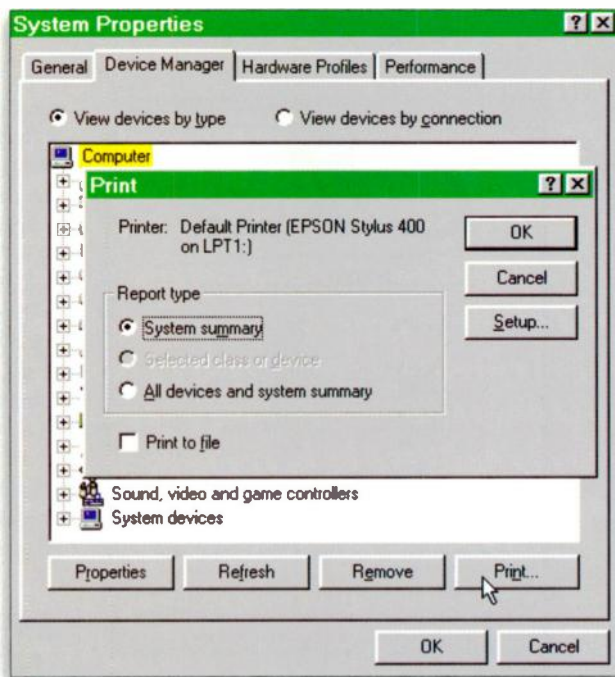 System Properties
General Device Manager Hardware Profiles Performance
View devices by type View devices by connection
Computer
Print
Printer: Default Printer (EPSON Stylus 400
on LPT1:)
OK
Cancel
Setup...
Report type
System summary
Selected class or device
All devices and system summary
Print to file
Sound, video and game controllers
System devices
Properties Refresh Remove Print...
OK Cancel